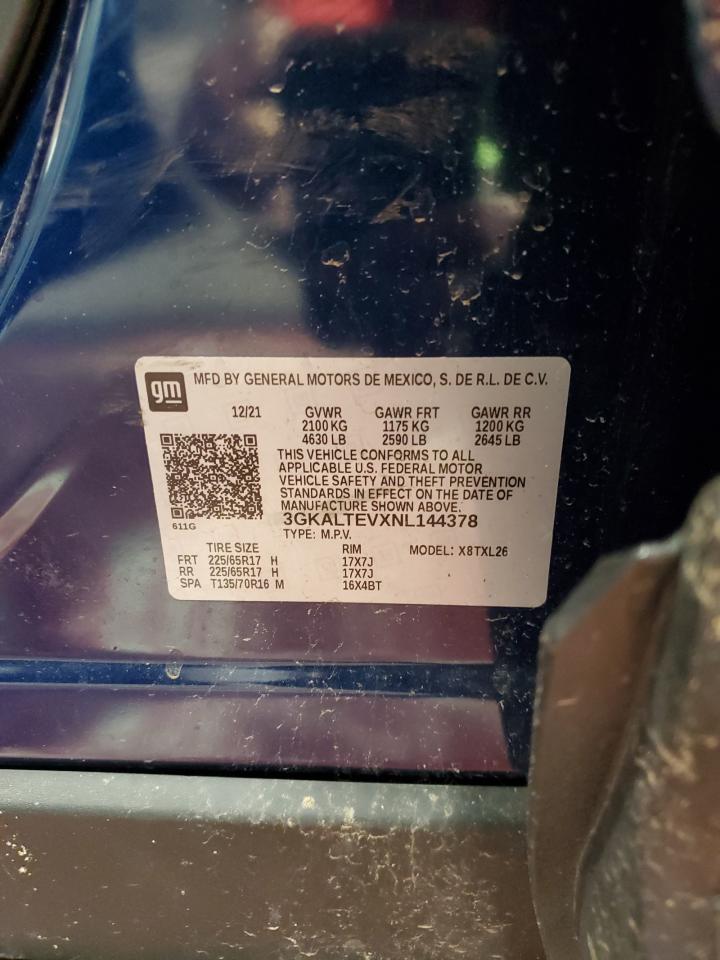 gm MFD BY GENERAL MOTORS DE MEXICO, S. DE R.L. DE C.V.
12/21 GVWR GAWR FRT GAWR RR
2100 KG 1175 KG 1200 KG
4630 LB 2590 LB 2645 LB
THIS VEHICLE CONFORMS TO ALL
APPLICABLE U.S. FEDERAL MOTOR
VEHICLE SAFETY AND THEFT PREVENTION
STANDARDS IN EFFECT ON THE DATE OF
MANUFACTURE SHOWN ABOVE.
611G 3GKALTEVXNL144378
TYPE: M.P.V.
TIRE SIZE RIM MODEL: X8TXL26
FRT 225/65R17 H 17X7J
RR 225/65R17 H 17X7J
SPA T135/70R16 M 16X4BT